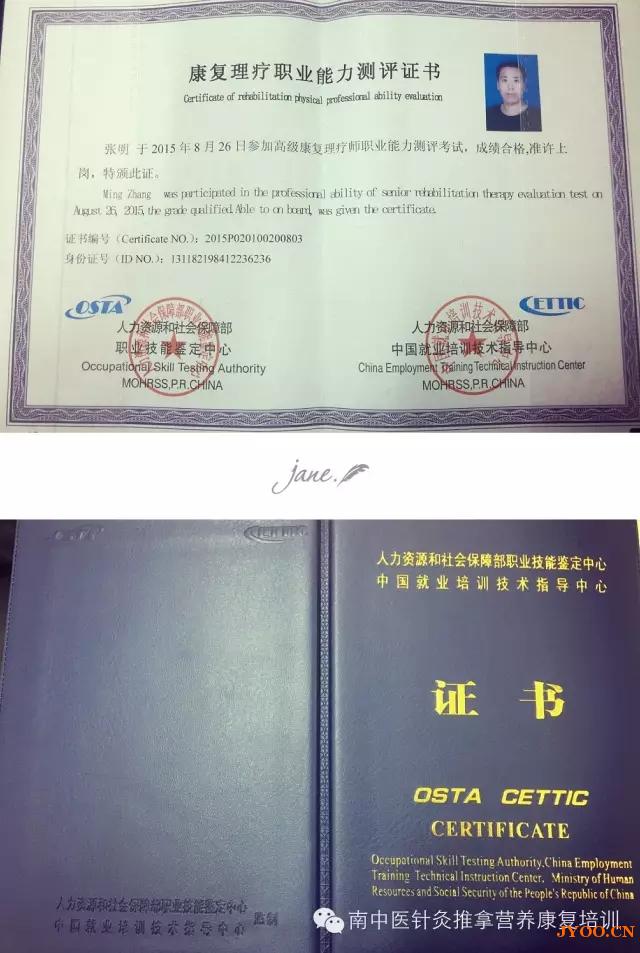 康复理疗职业能力测评证书
Certificate of rehabilitation physical professional ability evaluation
张明 于2015年8月26日参加高级康复理疗师职业能力测评考试，成绩合格,准许上
岗，特颁此证。
Ming Zhang was participated in the professional ability of senior rehabilitation therapy evaluation test on
August 26, 2015, the grade qualified.Able to on board, was given the certificate.
证书编号（Certificate NO.）：2015P020100200803
身份证号（ID NO.）：131182198412236236
OSTA
人力资源和社会保障部
职业技能鉴定中心
Occupational Skill Testing Authority
MOHRSS,P.R.CHINA
CETTIC
人力资源和社会保障部
中国就业培训技术指导中心
China Employment Training Technical Instruction Center
MOHRSS,P.R.CHINA
jane.
OSTA
人力资源和社会保障部职业技能鉴定中心
中国就业培训技术指导中心
监制
人力资源和社会保障部职业技能鉴定中心
中国就业培训技术指导中心
证书
OSTA CETTIC
CERTIFICATE
Occupational Skill Testing Authority,China Employment
Training Technical Instruction Center, Ministry of Human
Resources and Social Security of the People's Republic of China
南中医针灸推拿营养康复培训
JYOO.CN